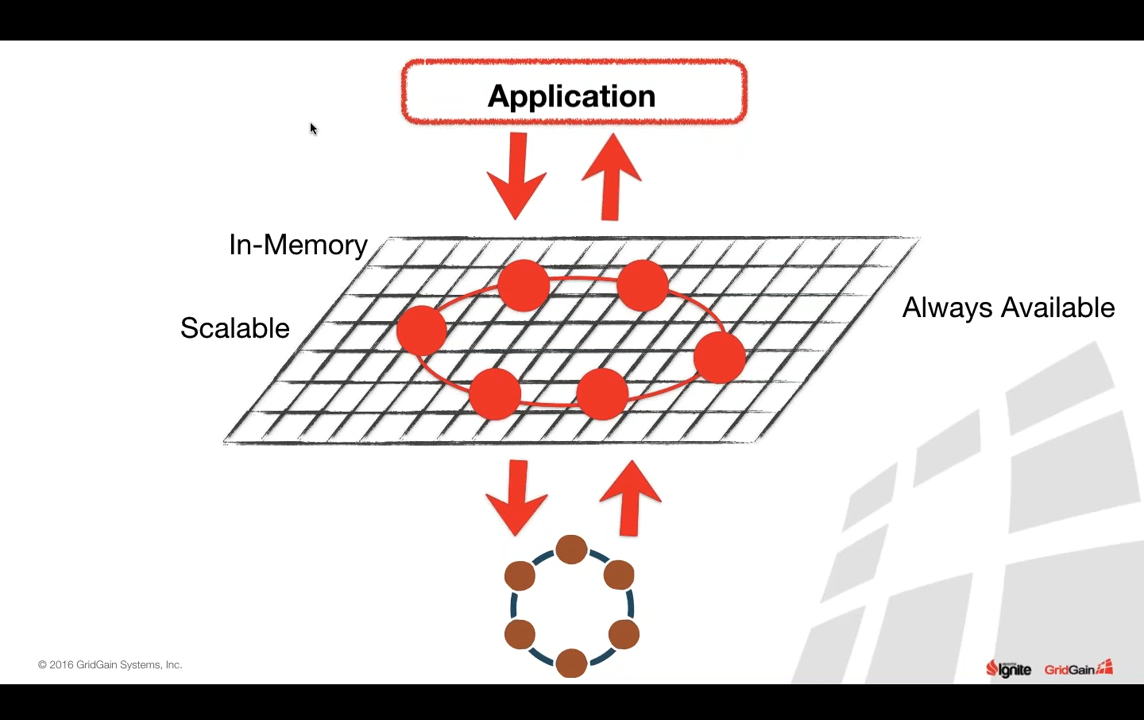 Application
In-Memory
Scalable
Always Available
© 2016 GridGain Systems, Inc.
Ignite
GridGain